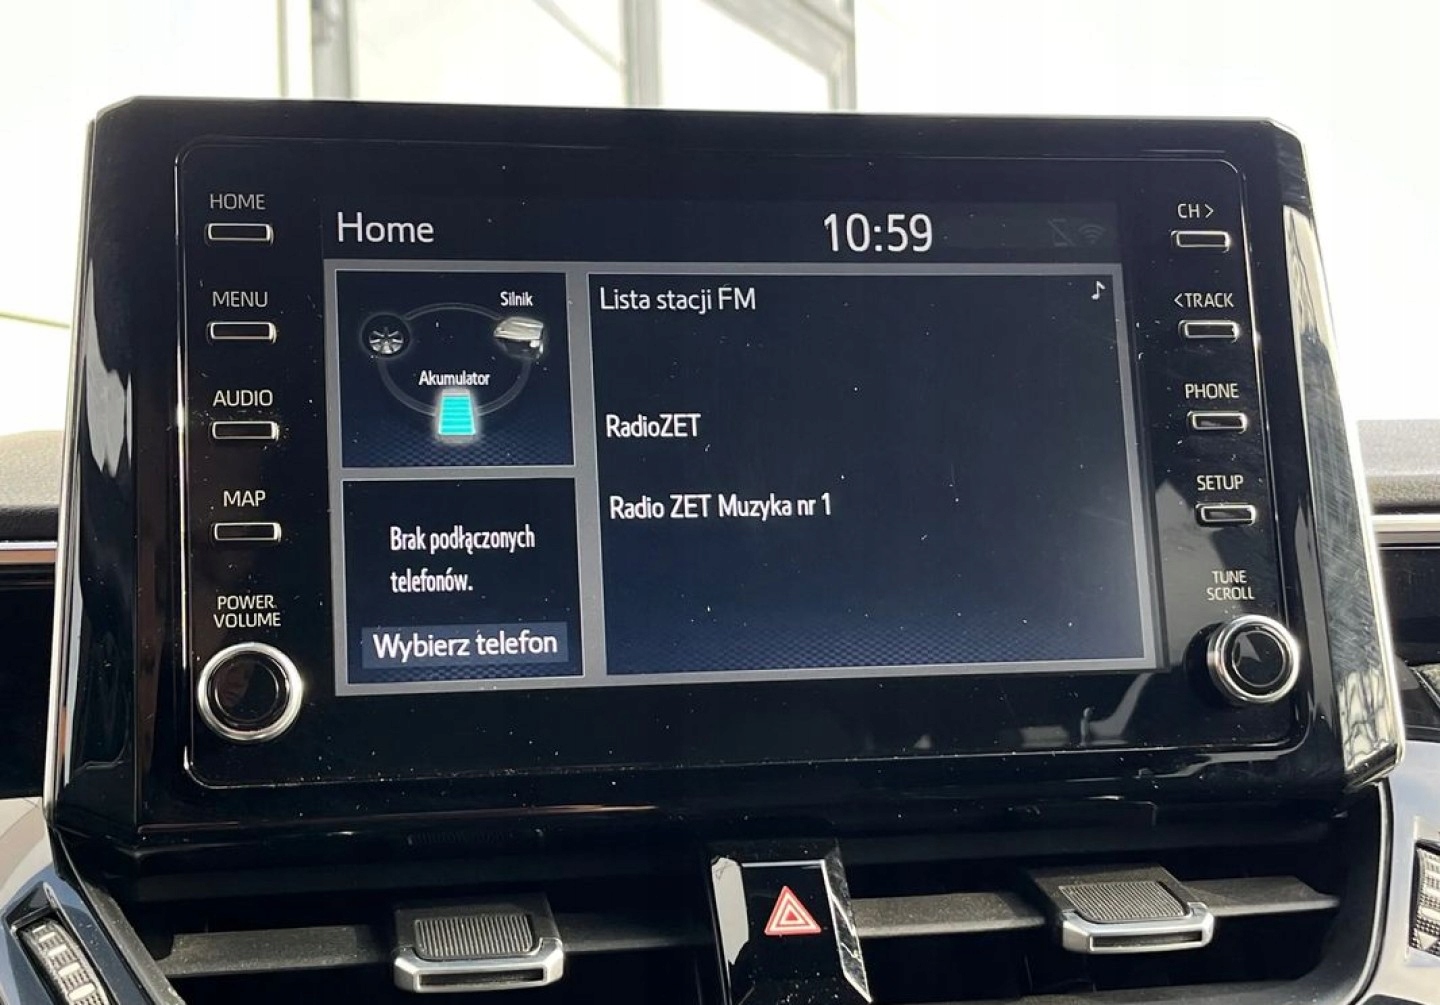 HOME
MENU
AUDIO
MAP
POWER
VOLUME
Home
10:59
Silnik
Akumulator
Brak podłączonych
telefonów.
Wybierz telefon
Lista stacji FM
RadioZET
Radio ZET Muzyka nr 1
CH >
<TRACK
PHONE
SETUP
TUNE
SCROLL